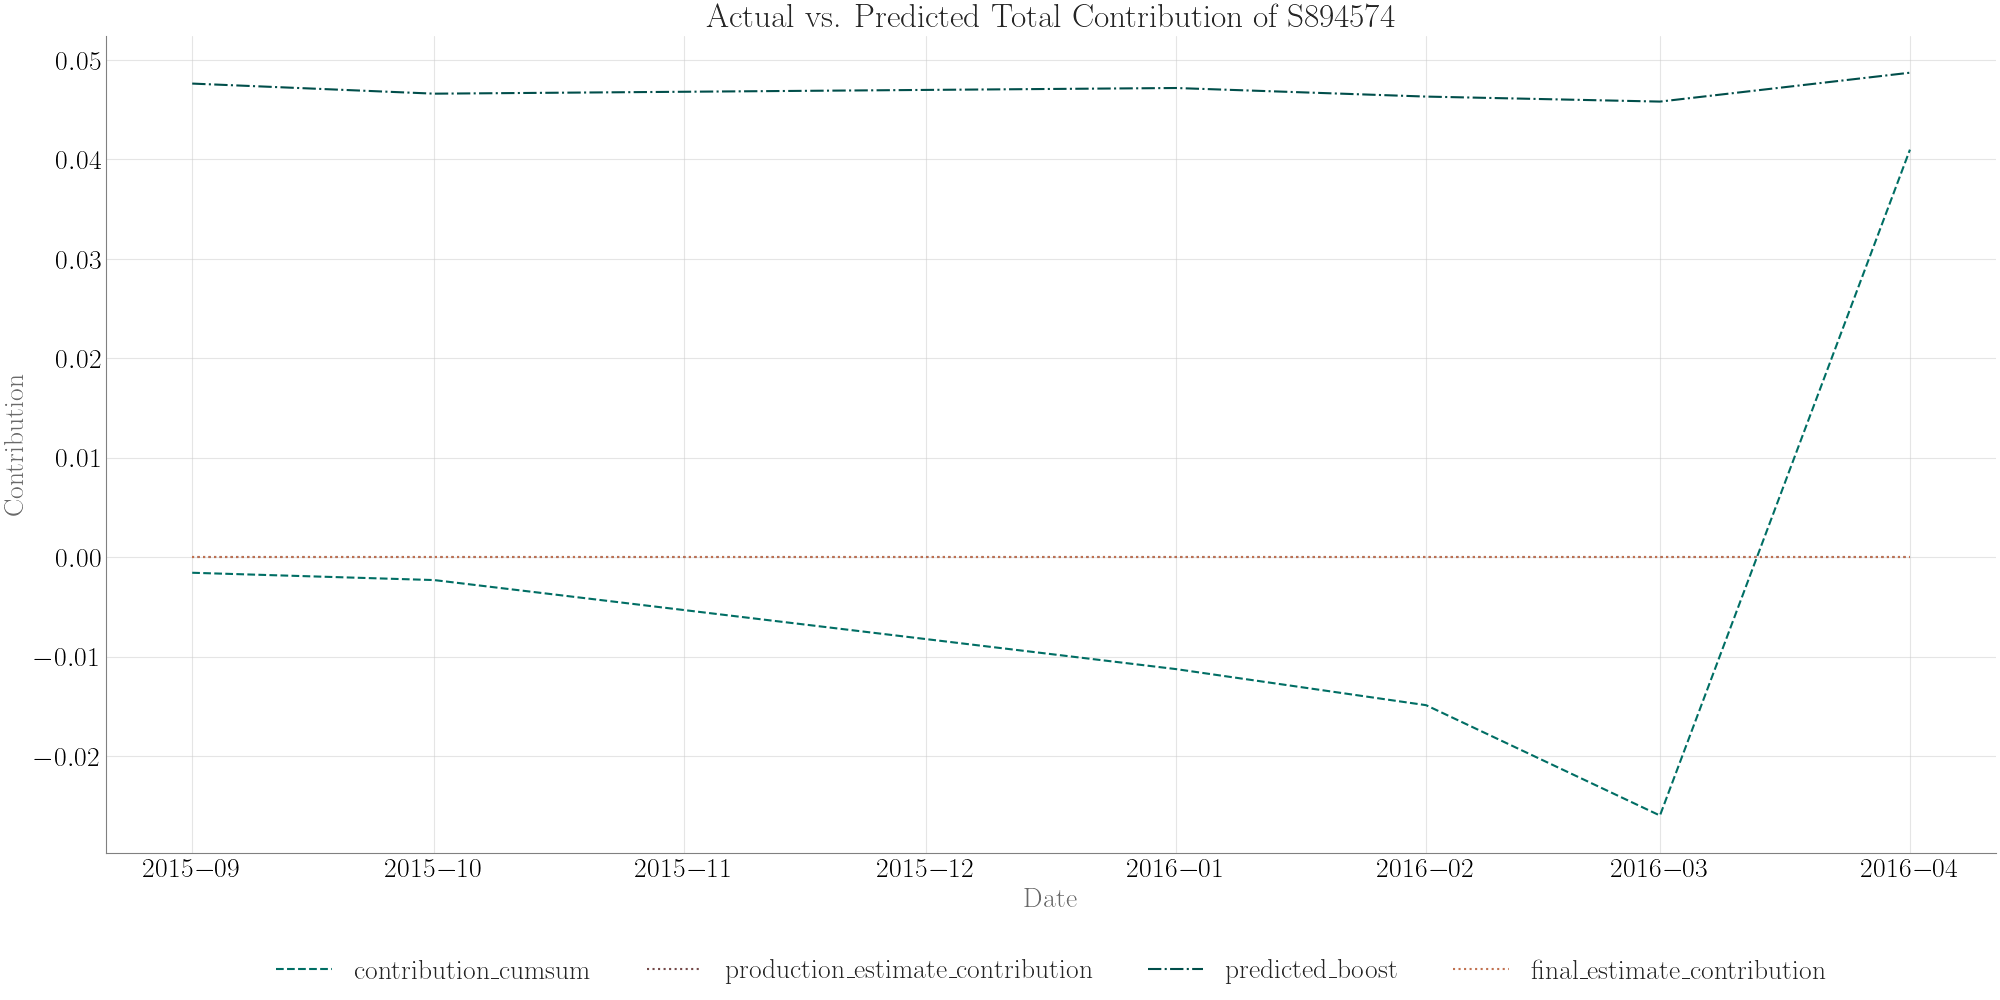 Actual vs. Predicted Total Contribution of S894574
0.05
0.04
0.03
0.02
0.01
0.00
−0.01
−0.02
Contribution
2015−09 2015−10 2015−11 2015−12 2016−01 2016−02 2016−03 2016−04
Date
contribution_cumsum production_estimate_contribution predicted_boost final_estimate_contribution